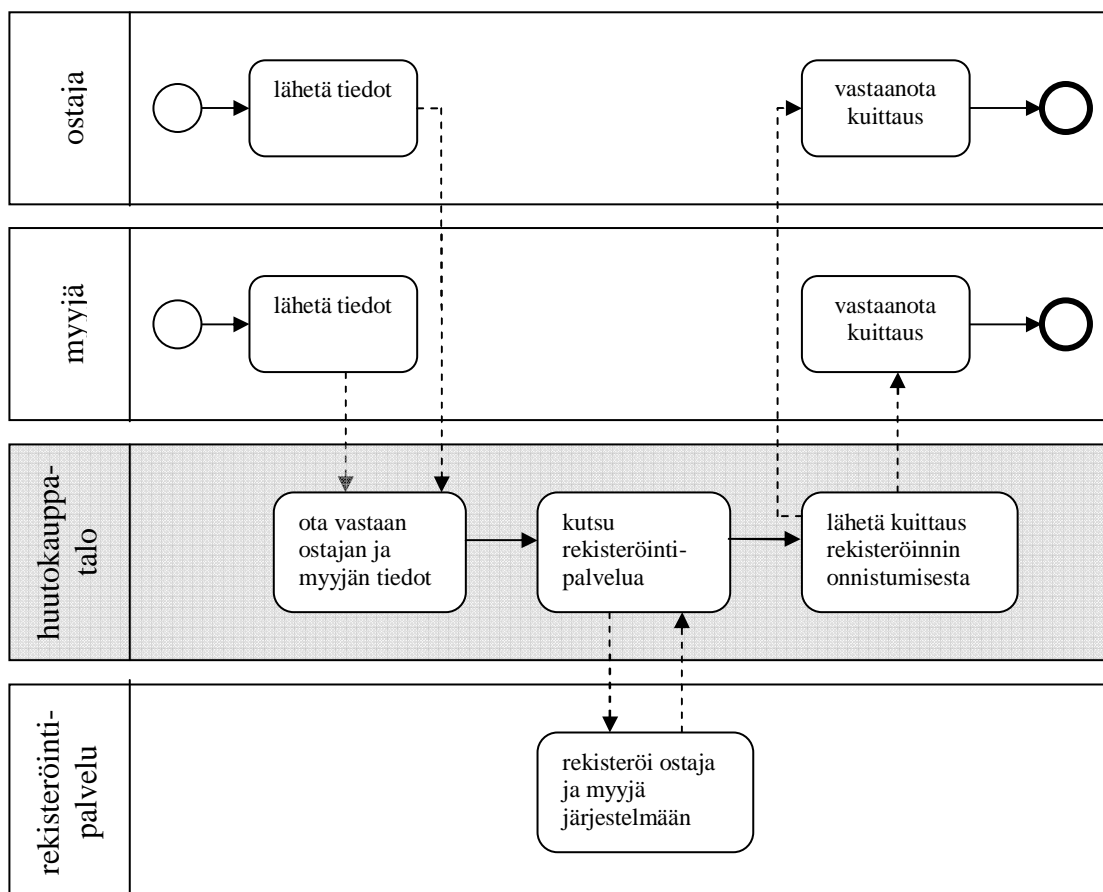 ostaja
lähetä tiedot
vastaanota
kuittaus
myyjä
lähetä tiedot
vastaanota
kuittaus
huutokauppa-
talo
ota vastaan
ostajan ja
myyjän tiedot
kutsu
rekisteröinti-
palvelua
lähetä kuittaus
rekisteröinnin
onnistumisesta
rekisteröinti-
palvelu
rekisteröi ostaja
ja myyjä
järjestelmään